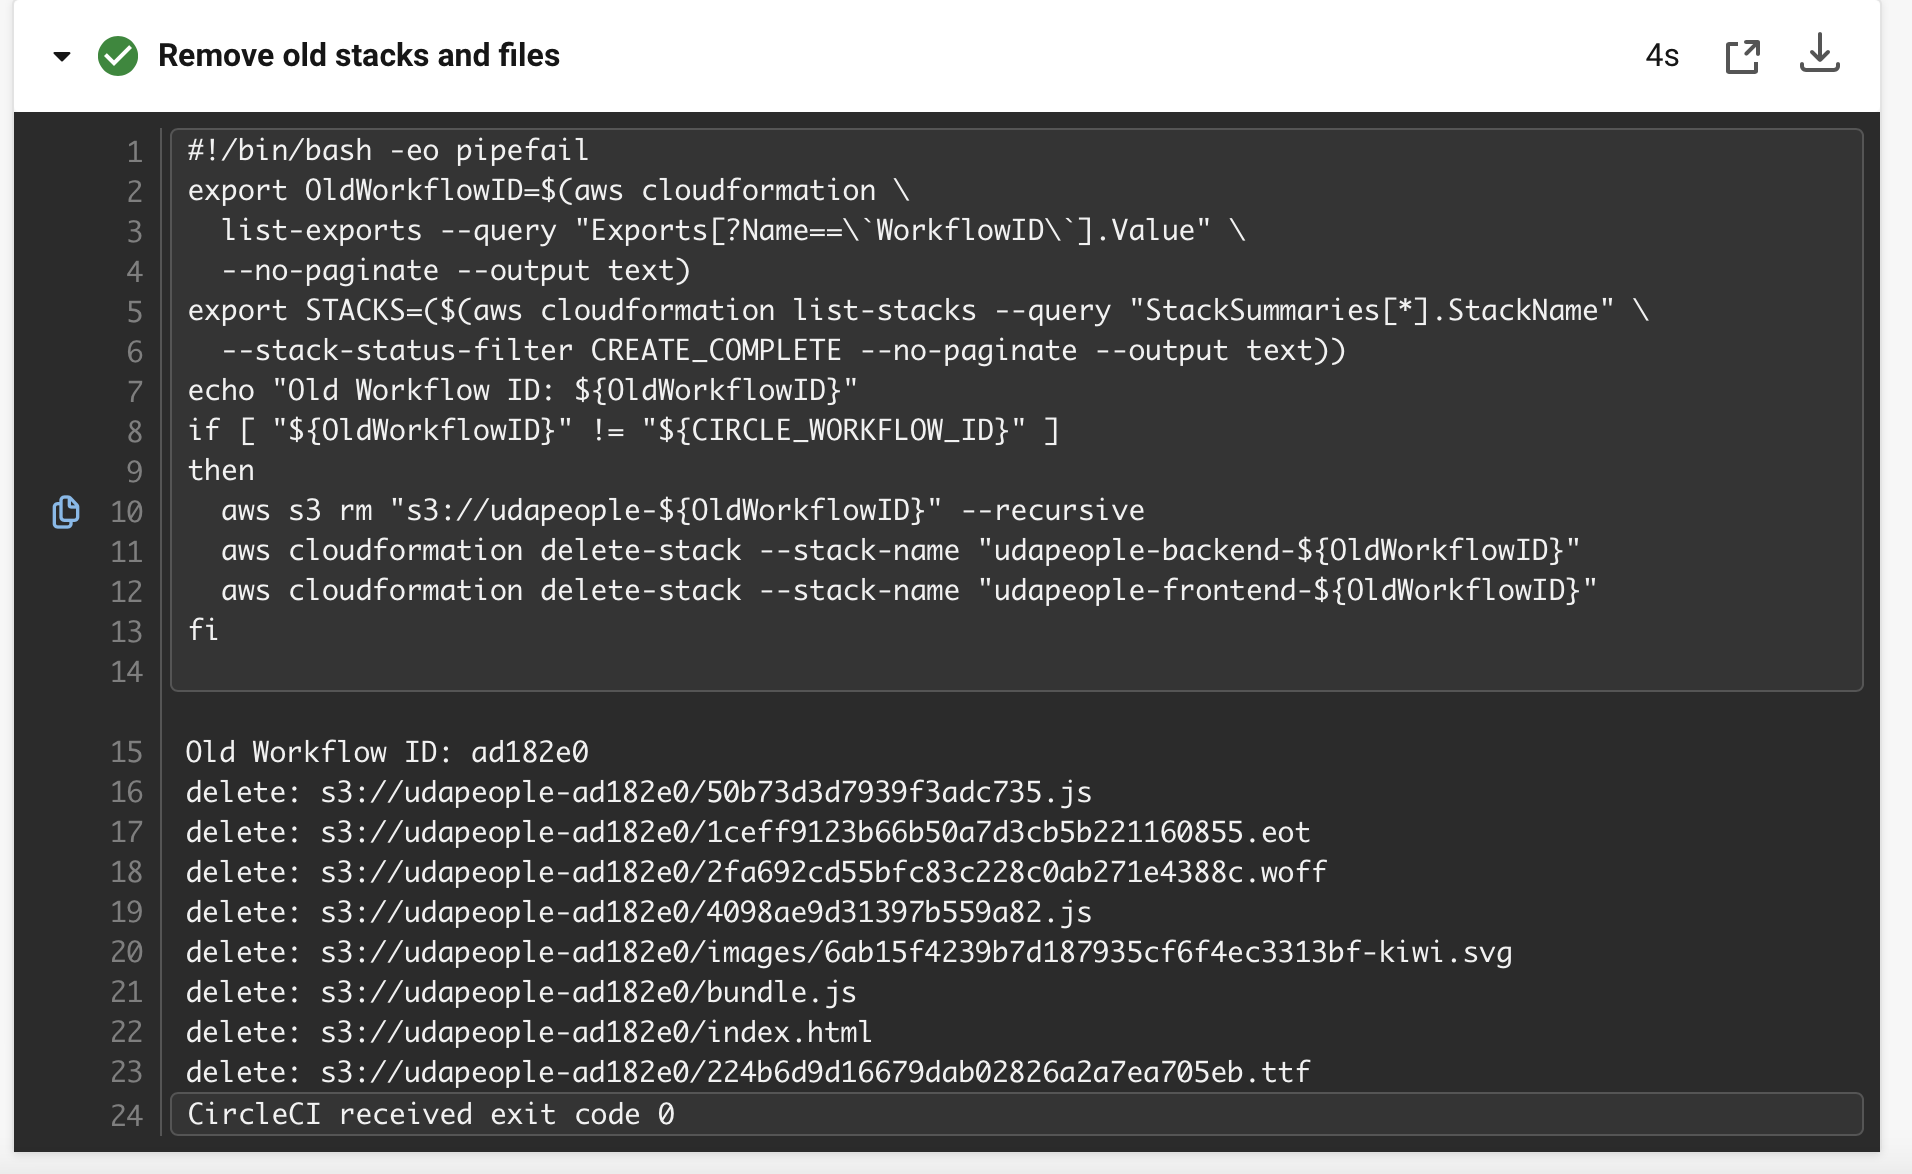 Remove old stacks and files
4s
1 #!/bin/bash -eo pipefail
2 export OldWorkflowID=$(aws cloudformation \
3   list-exports --query "Exports[?Name==\`WorkflowID\`].Value" \
4   --no-paginate --output text)
5 export STACKS=($(aws cloudformation list-stacks --query "StackSummaries[*].StackName" \
6   --stack-status-filter CREATE_COMPLETE --no-paginate --output text))
7 echo "Old Workflow ID: ${OldWorkflowID}"
8 if [ "${OldWorkflowID}" != "${CIRCLE_WORKFLOW_ID}" ]
9 then
10   aws s3 rm "s3://udapeople-${OldWorkflowID}" --recursive
11   aws cloudformation delete-stack --stack-name "udapeople-backend-${OldWorkflowID}"
12   aws cloudformation delete-stack --stack-name "udapeople-frontend-${OldWorkflowID}"
13 fi
14
15 Old Workflow ID: ad182e0
16 delete: s3://udapeople-ad182e0/50b73d3d7939f3adc735.js
17 delete: s3://udapeople-ad182e0/1ceff9123b66b50a7d3cb5b221160855.eot
18 delete: s3://udapeople-ad182e0/2fa692cd55bfc83c228c0ab271e4388c.woff
19 delete: s3://udapeople-ad182e0/4098ae9d31397b559a82.js
20 delete: s3://udapeople-ad182e0/images/6ab15f4239b7d187935cf6f4ec3313bf-kiwi.svg
21 delete: s3://udapeople-ad182e0/bundle.js
22 delete: s3://udapeople-ad182e0/index.html
23 delete: s3://udapeople-ad182e0/224b6d9d16679dab02826a2a7ea705eb.ttf
24 CircleCI received exit code 0